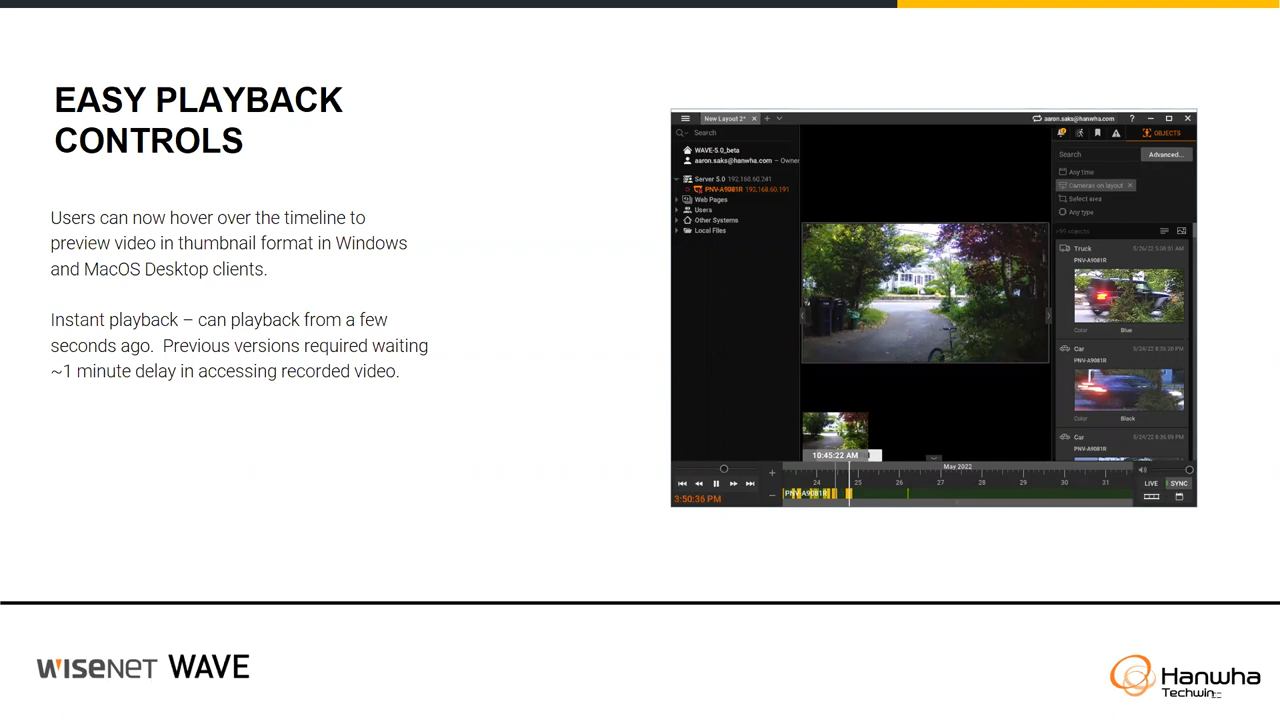 EASY PLAYBACK
CONTROLS
Users can now hover over the timeline to
preview video in thumbnail format in Windows
and MacOS Desktop clients.
Instant playback – can playback from a few
seconds ago.  Previous versions required waiting
~1 minute delay in accessing recorded video.
New Layout 2*
aaron.saks@hanwha.com
?
Search
WAVE-5.0_beta
aaron.saks@hanwha.com – Owner
Server 5.0 192.168.60.241
PNV-A9081R 192.168.60.191
Web Pages
Users
Other Systems
Local Files
OBJECTS
Search
Advanced...
Any time
Cameras on layout
Select area
Any type
>99 objects
Truck
PNV-A9081R
Color Blue
Car
PNV-A9081R
Color Black
Car
PNV-A9081R
10:45:22 AM
May 2022
24 25 26 27 28 29 30 31
PNV-A9081R
3:50:36 PM
LIVE SYNC
WISENET WAVE
Hanwha
Techwin